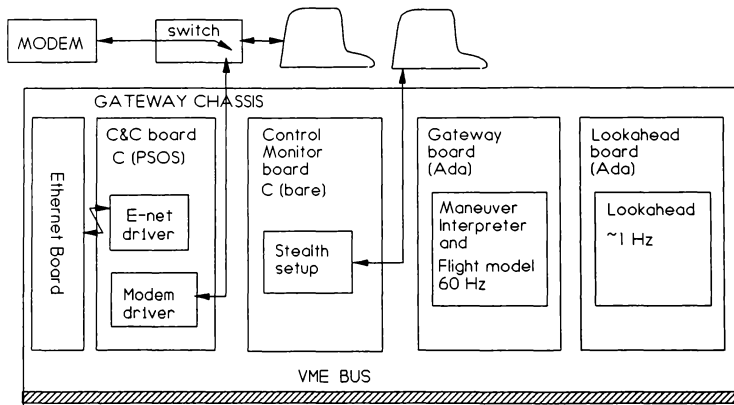 MODEM
switch
GATEWAY CHASSIS
Ethernet Board
C&C board
C (PSOS)
E-net
driver
Modem
driver
Control
Monitor
board
C (bare)
Stealth
setup
Gateway
board
(Ada)
Maneuver
Interpreter
and
Flight model
60 Hz
Lookahead
board
(Ada)
Lookahead
~1 Hz
VME BUS